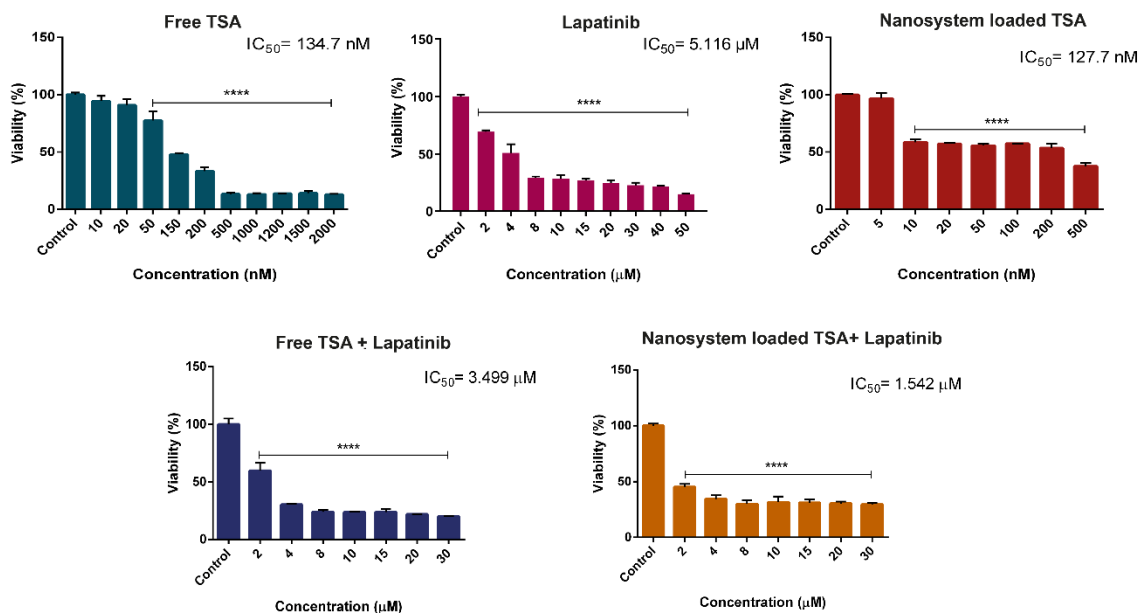 Free TSA
IC50= 134.7 nM
****
Viability (%)
150
100
50
0
Control 10 20 50 150 200 500 1000 1200 1500 2000
Concentration (nM)
Lapatinib
IC50= 5.116 µM
****
Viability (%)
150
100
50
0
Control 2 4 8 10 15 20 30 40 50
Concentration (µM)
Nanosystem loaded TSA
IC50= 127.7 nM
****
Viability (%)
150
100
50
0
Control 5 10 20 50 100 200 500
Concentration (nM)
Free TSA + Lapatinib
IC50= 3.499 µM
****
Viability (%)
150
100
50
0
Control 2 4 8 10 15 20 30
Concentration (µM)
Nanosystem loaded TSA+ Lapatinib
IC50= 1.542 µM
****
Viability (%)
150
100
50
0
Control 2 4 8 10 15 20 30
Concentration (µM)